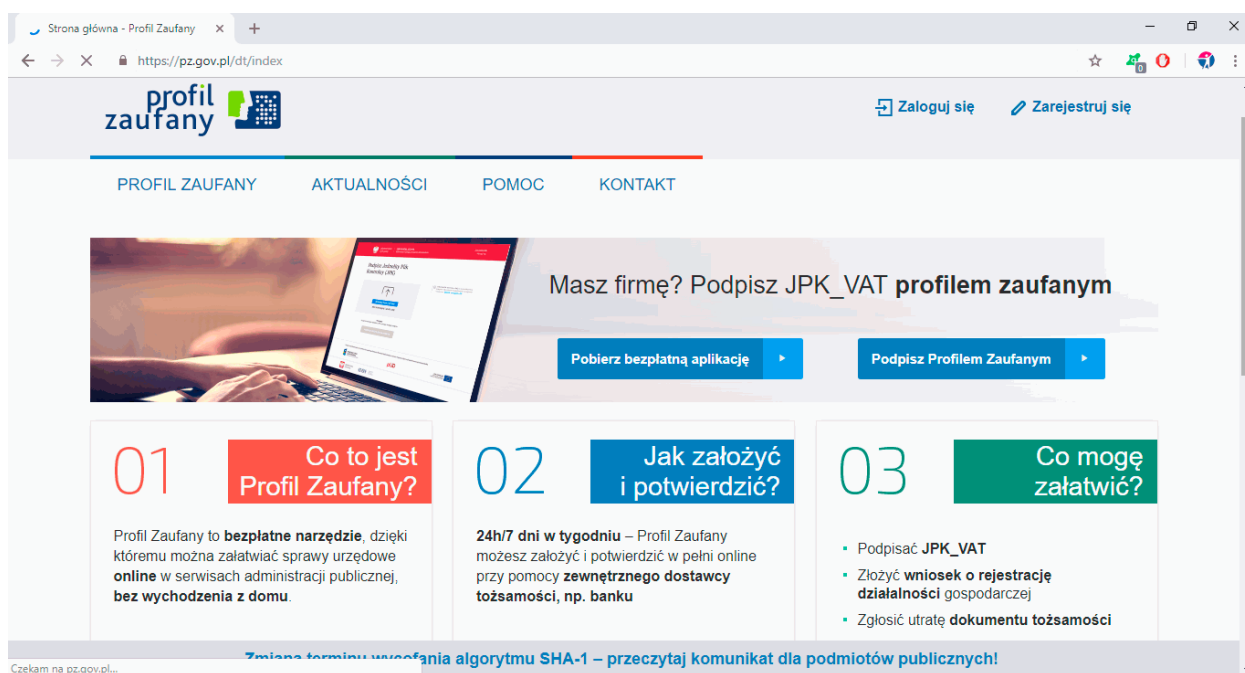 Strona główna - Profil Zaufany
https://pz.gov.pl/dt/index
0
profil
zaufany
Zaloguj się
Zarejestruj się
PROFIL ZAUFANY AKTUALNOŚCI POMOC KONTAKT
Masz firmę? Podpisz JPK_VAT profilem zaufanym
Pobierz bezpłatną aplikację
Podpisz Profilem Zaufanym
01
Co to jest
Profil Zaufany?
Profil Zaufany to bezpłatne narzędzie, dzięki
któremu można załatwiać sprawy urzędowe
online w serwisach administracji publicznej,
bez wychodzenia z domu.
02
Jak założyć
i potwierdzić?
24h/7 dni w tygodniu – Profil Zaufany
możesz założyć i potwierdzić w pełni online
przy pomocy zewnętrznego dostawcy
tożsamości, np. banku
03
Co mogę
załatwić?
Podpisać JPK_VAT
Złożyć wniosek o rejestrację
działalności gospodarczej
Zgłosić utratę dokumentu tożsamości
Zmiana terminu wycofania algorytmu SHA-1 – przeczytaj komunikat dla podmiotów publicznych!
Czekam na pz.gov.pl...